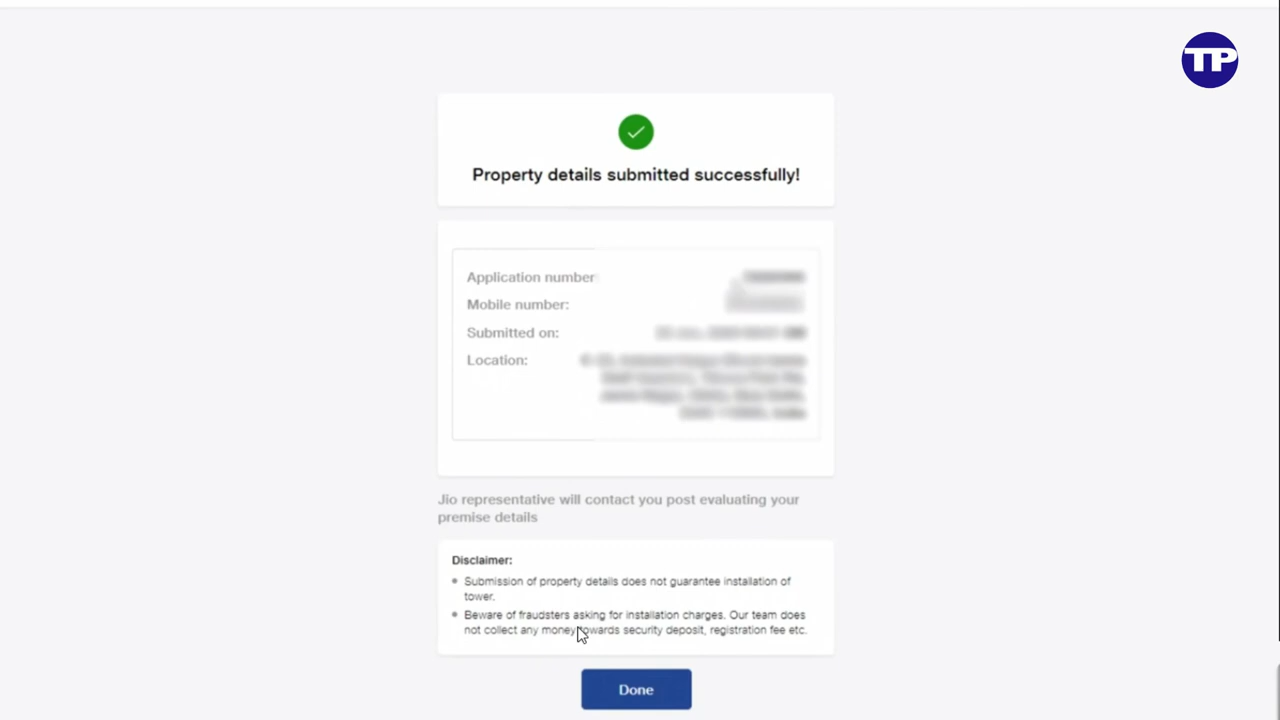 TP
Property details submitted successfully!
Application number
Mobile number:
Submitted on:
Location:
Jio representative will contact you post evaluating your
premise details
Disclaimer:
Submission of property details does not guarantee installation of
tower.
Beware of fraudsters asking for installation charges. Our team does
not collect any money towards security deposit, registration fee etc.
Done